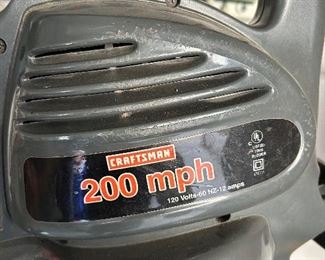 CRAFTSMAN
200 mph
120 Volts-60 HZ-12 amps